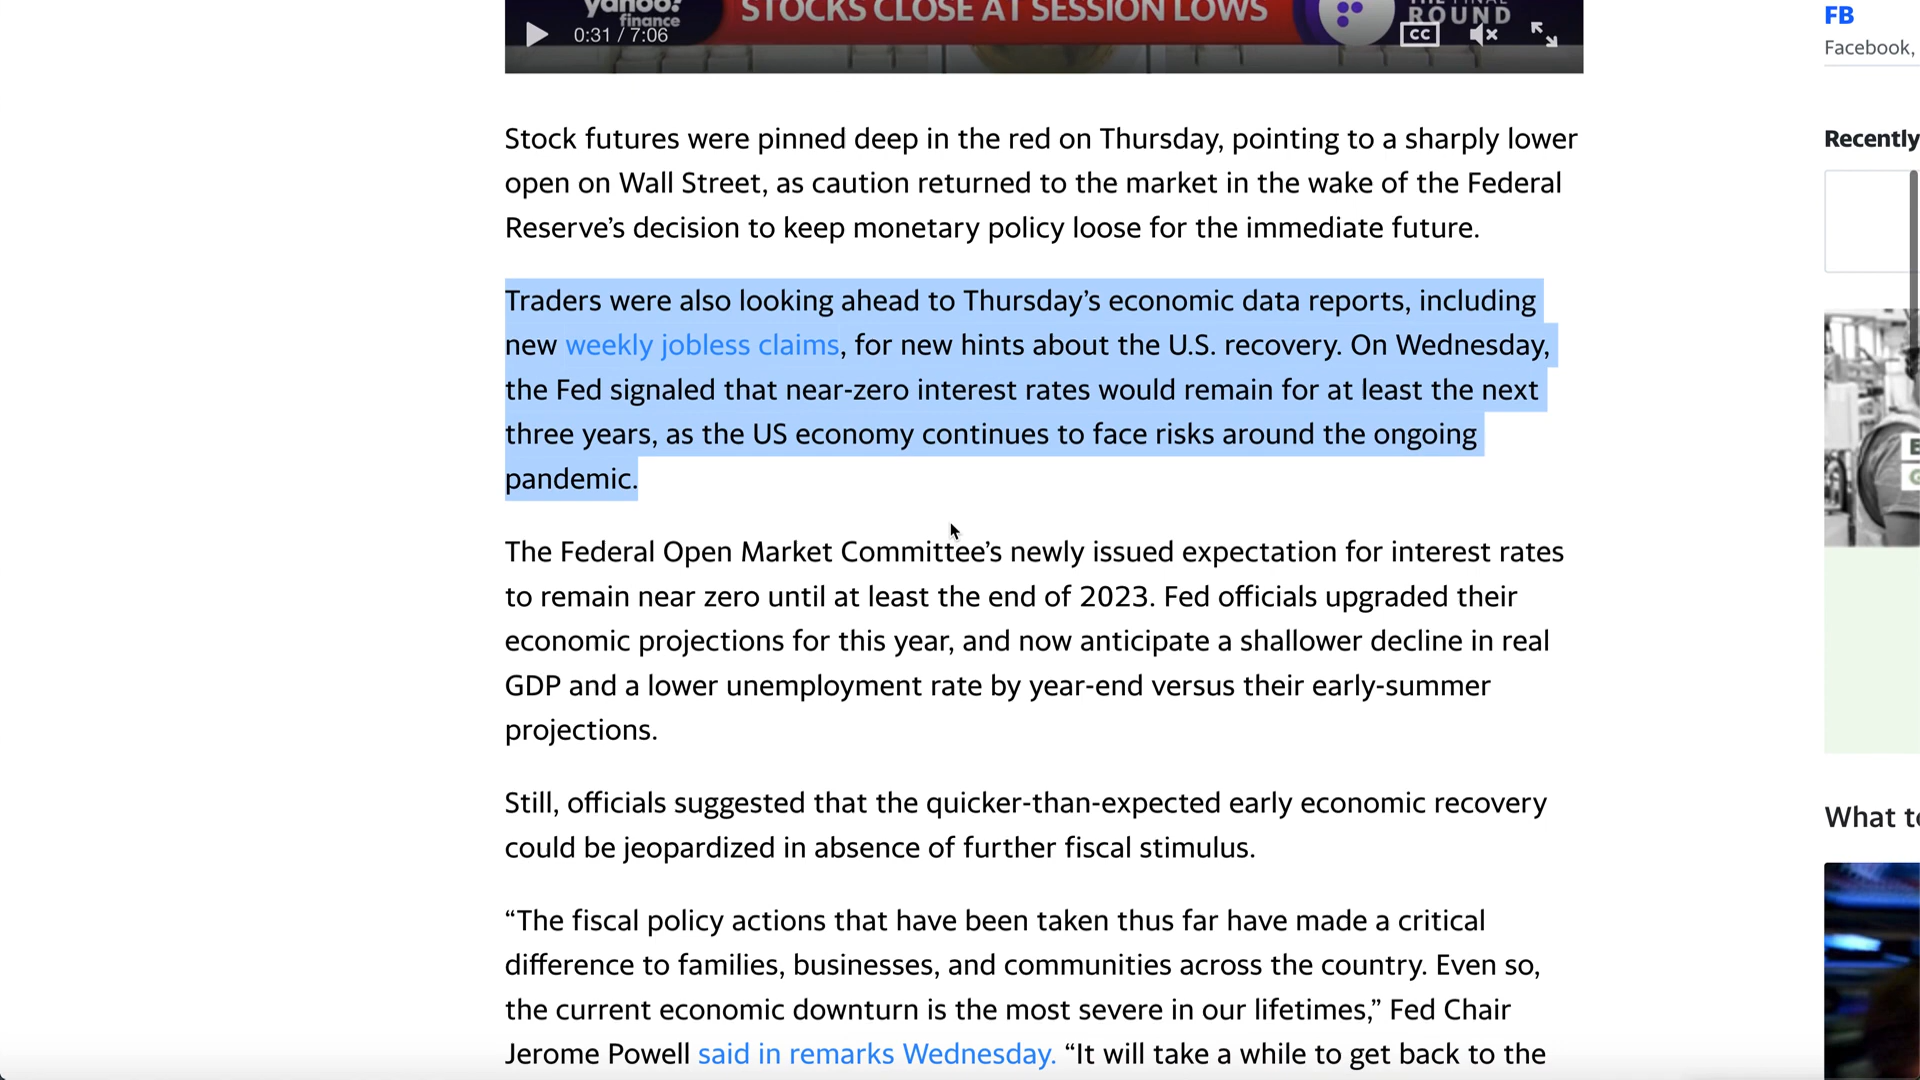 yahoo!
finance
STOCKS CLOSE AT SESSION LOWS
ROUND
0:31 / 7:06
CC
FB
Facebook,
Stock futures were pinned deep in the red on Thursday, pointing to a sharply lower
open on Wall Street, as caution returned to the market in the wake of the Federal
Reserve’s decision to keep monetary policy loose for the immediate future.
Recently
Traders were also looking ahead to Thursday’s economic data reports, including
new weekly jobless claims, for new hints about the U.S. recovery. On Wednesday,
the Fed signaled that near-zero interest rates would remain for at least the next
three years, as the US economy continues to face risks around the ongoing
pandemic.
The Federal Open Market Committee’s newly issued expectation for interest rates
to remain near zero until at least the end of 2023. Fed officials upgraded their
economic projections for this year, and now anticipate a shallower decline in real
GDP and a lower unemployment rate by year-end versus their early-summer
projections.
Still, officials suggested that the quicker-than-expected early economic recovery
could be jeopardized in absence of further fiscal stimulus.
What to
“The fiscal policy actions that have been taken thus far have made a critical
difference to families, businesses, and communities across the country. Even so,
the current economic downturn is the most severe in our lifetimes,” Fed Chair
Jerome Powell said in remarks Wednesday. “It will take a while to get back to the